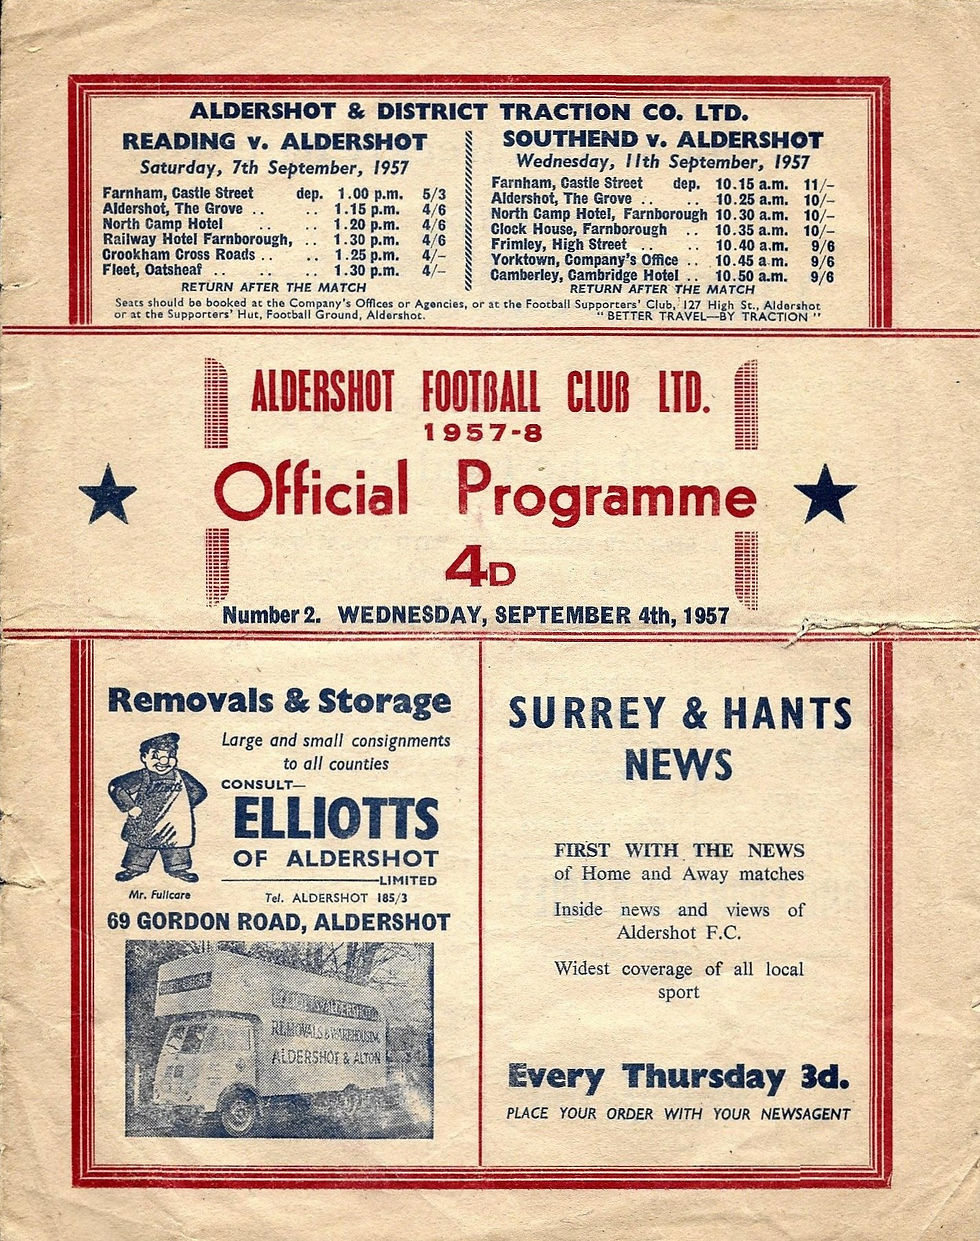 ALDERSHOT & DISTRICT TRACTION CO. LTD.
READING v. ALDERSHOT
Saturday, 7th September, 1957
Farnham, Castle Street dep. 1.00 p.m. 5/3
Aldershot, The Grove .. .. 1.15 p.m. 4/6
North Camp Hotel .. .. 1.20 p.m. 4/6
Railway Hotel Farnborough, .. 1.30 p.m. 4/6
Crookham Cross Roads .. .. 1.25 p.m. 4/-
Fleet, Oatsheaf .. .. .. 1.30 p.m. 4/-
RETURN AFTER THE MATCH
SOUTHEND v. ALDERSHOT
Wednesday, 11th September, 1957
Farnham, Castle Street dep. 10.15 a.m. 11/-
Aldershot, The Grove .. .. 10.25 a.m. 10/-
North Camp Hotel, Farnborough 10.30 a.m. 10/-
Clock House, Farnborough .. 10.35 a.m. 10/-
Frimley, High Street .. .. 10.40 a.m. 9/6
Yorktown, Company's Office .. 10.45 a.m. 9/6
Camberley, Cambridge Hotel .. 10.50 a.m. 9/6
RETURN AFTER THE MATCH
Seats should be booked at the Company's Offices or Agencies, or at the Football Supporters' Club, 127 High St., Aldershot
or at the Supporters' Hut, Football Ground, Aldershot. "BETTER TRAVEL—BY TRACTION"
ALDERSHOT FOOTBALL CLUB LTD.
1957-8
Official Programme
4D
Number 2. WEDNESDAY, SEPTEMBER 4th, 1957
Removals & Storage
Large and small consignments
to all counties
CONSULT—
ELLIOTTS
OF ALDERSHOT
LIMITED
Mr. Fullcare
Tel. ALDERSHOT 185/3
69 GORDON ROAD, ALDERSHOT
REMOVALS & WAREHOUSING
ALDERSHOT & ALTON
SURREY & HANTS
NEWS
FIRST WITH THE NEWS
of Home and Away matches
Inside news and views of
Aldershot F.C.
Widest coverage of all local
sport
Every Thursday 3d.
PLACE YOUR ORDER WITH YOUR NEWSAGENT